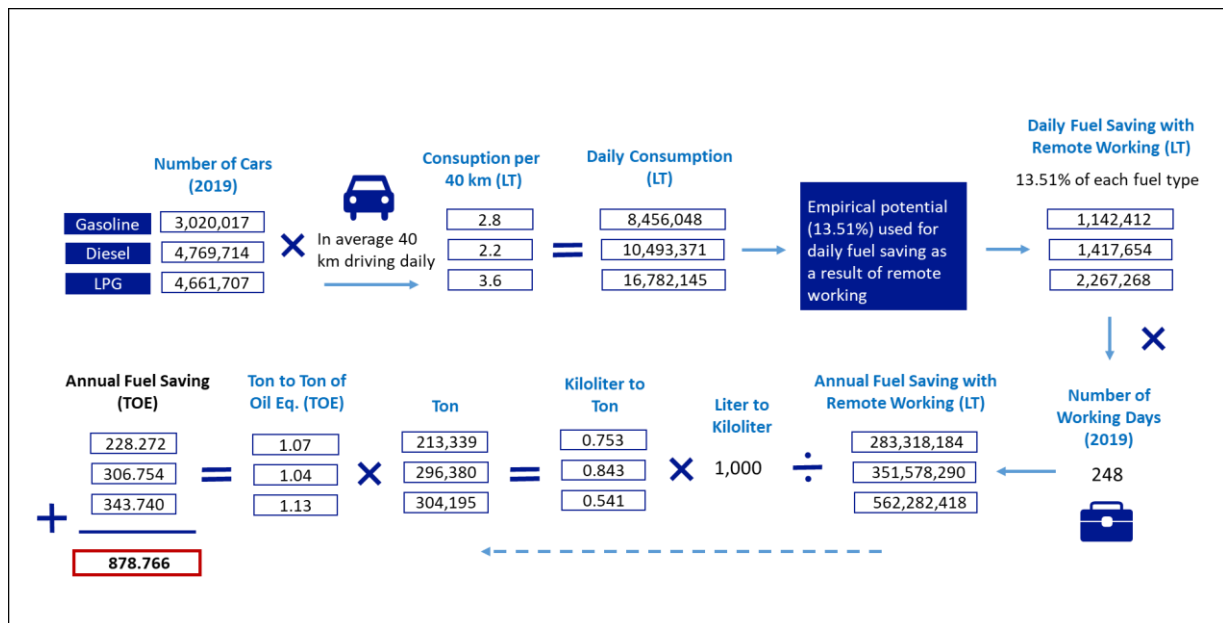 Number of Cars
(2019)
Gasoline
3,020,017
Diesel
4,769,714
LPG
4,661,707
×
In average 40
km driving daily
Consuption per
40 km (LT)
2.8
2.2
3.6
=
Daily Consumption
(LT)
8,456,048
10,493,371
16,782,145
Empirical potential
(13.51%) used for
daily fuel saving as
a result of remote
working
Daily Fuel Saving with
Remote Working (LT)
13.51% of each fuel type
1,142,412
1,417,654
2,267,268
×
Number of
Working Days
(2019)
248
Annual Fuel Saving with
Remote Working (LT)
283,318,184
351,578,290
562,282,418
÷
Liter to
Kiloliter
1,000
×
Kiloliter to
Ton
0.753
0.843
0.541
=
Ton
213,339
296,380
304,195
×
Ton to Ton of
Oil Eq. (TOE)
1.07
1.04
1.13
=
Annual Fuel Saving
(TOE)
228.272
306.754
343.740
+
878.766